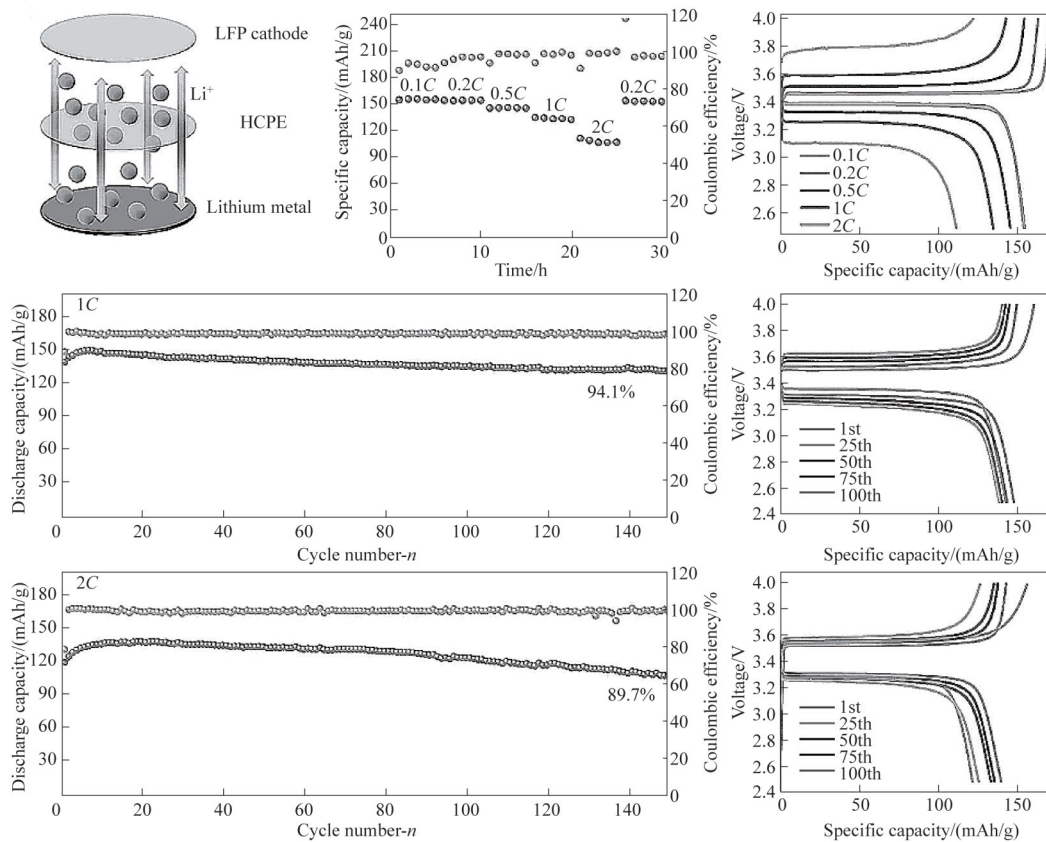 LFP cathode
Li⁺
HCPE
Lithium metal
Specific capacity/(mAh/g)
240
210
180
150
120
90
60
30
0
0.1C
0.2C
0.5C
1C
2C
0.2C
120
100
80
60
40
20
0
Coulombic efficiency/%
0 10 20 30
Time/h
Voltage/V
4.0
3.6
3.4
3.2
3.0
2.8
2.6
0.1C
0.2C
0.5C
1C
2C
0 50 100 150
Specific capacity/(mAh/g)
Discharge capacity/(mAh/g)
180
150
120
90
60
30
1C
94.1%
120
100
80
60
40
20
0
Coulombic efficiency/%
0 20 40 60 80 100 120 140
Cycle number-n
Voltage/V
4.0
3.8
3.6
3.4
3.2
3.0
2.8
2.6
2.4
1st
25th
50th
75th
100th
0 50 100 150
Specific capacity/(mAh/g)
Discharge capacity/(mAh/g)
180
150
120
90
60
30
2C
89.7%
120
100
80
60
40
20
0
Coulombic efficiency/%
0 20 40 60 80 100 120 140
Cycle number-n
Voltage/V
4.0
3.8
3.6
3.4
3.2
3.0
2.8
2.6
2.4
1st
25th
50th
75th
100th
0 50 100 150
Specific capacity/(mAh/g)